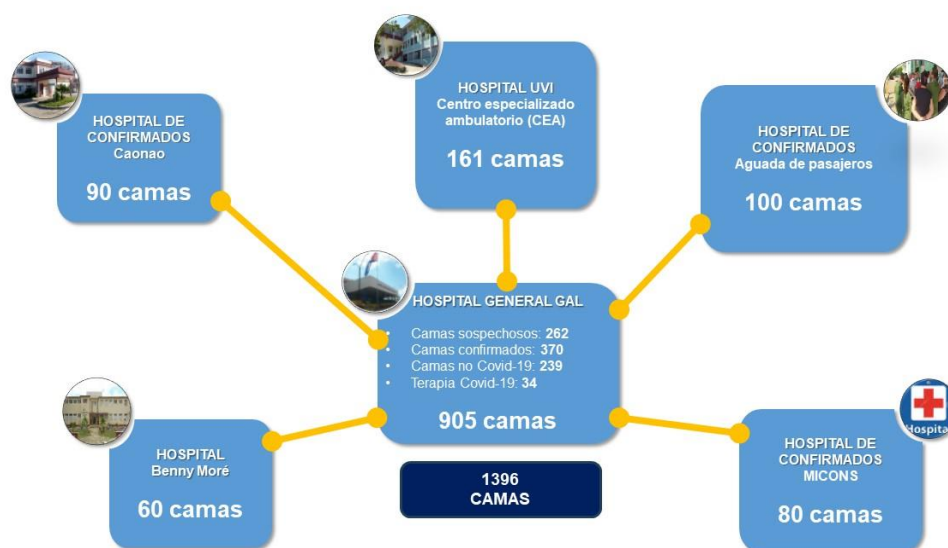 HOSPITAL DE
CONFIRMADOS
Caonao
90 camas
HOSPITAL UVI
Centro especializado
ambulatorio (CEA)
161 camas
HOSPITAL DE
CONFIRMADOS
Aguada de pasajeros
100 camas
HOSPITAL GENERAL GAL
• Camas sospechosos: 262
• Camas confirmados: 370
• Camas no Covid-19: 239
• Terapia Covid-19: 34
905 camas
HOSPITAL
Benny Moré
60 camas
1396
CAMAS
Hospital
HOSPITAL DE
CONFIRMADOS
MICONS
80 camas